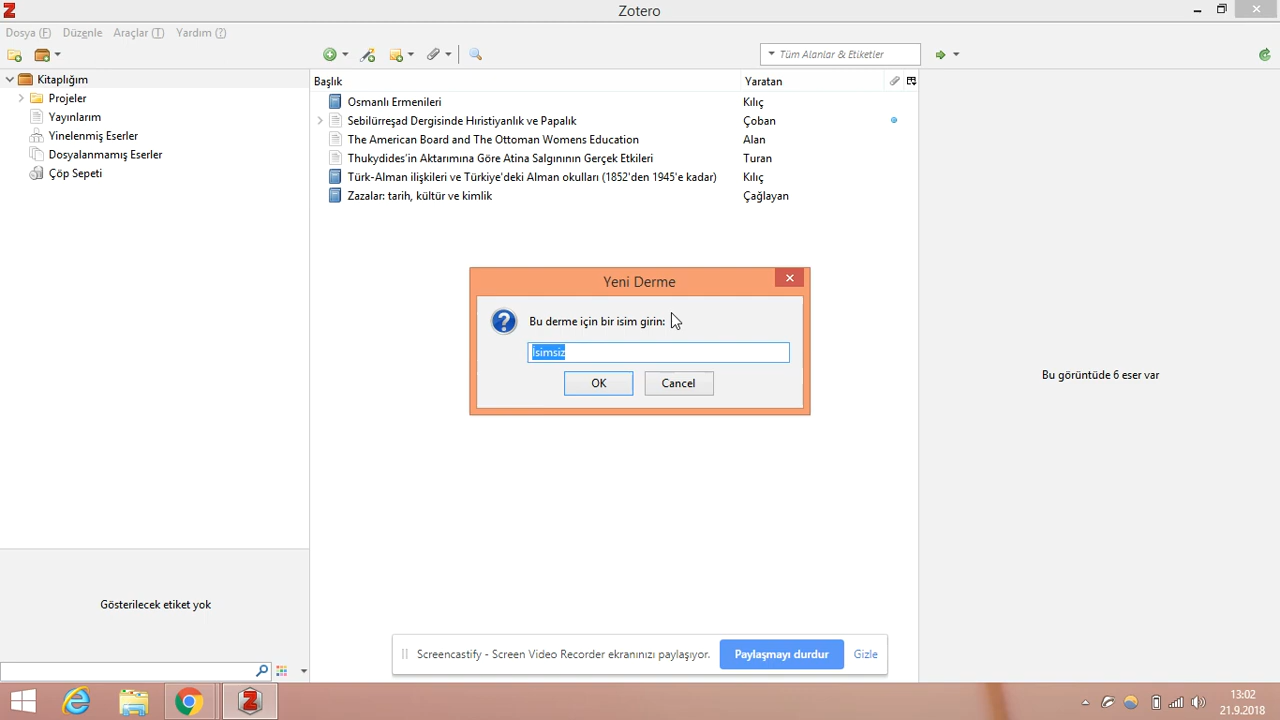 Zotero
Dosya (F) Düzenle Araçlar (T) Yardım (?)
Tüm Alanlar & Etiketler
Kitaplığım
Projeler
Yayınlarım
Yinelenmiş Eserler
Dosyalanmamış Eserler
Çöp Sepeti
Başlık Yaratan
Osmanlı Ermenileri Kılıç
Sebilürreşad Dergisinde Hıristiyanlık ve Papalık Çoban
The American Board and The Ottoman Womens Education Alan
Thukydides'in Aktarımına Göre Atina Salgınının Gerçek Etkileri Turan
Türk-Alman ilişkileri ve Türkiye'deki Alman okulları (1852'den 1945'e kadar) Kılıç
Zazalar: tarih, kültür ve kimlik Çağlayan
Yeni Derme
Bu derme için bir isim girin:
İsimsiz
OK Cancel
Bu görüntüde 6 eser var
Gösterilecek etiket yok
Screencastify - Screen Video Recorder ekranınızı paylaşıyor. Paylaşmayı durdur Gizle
13:02
21.9.2018